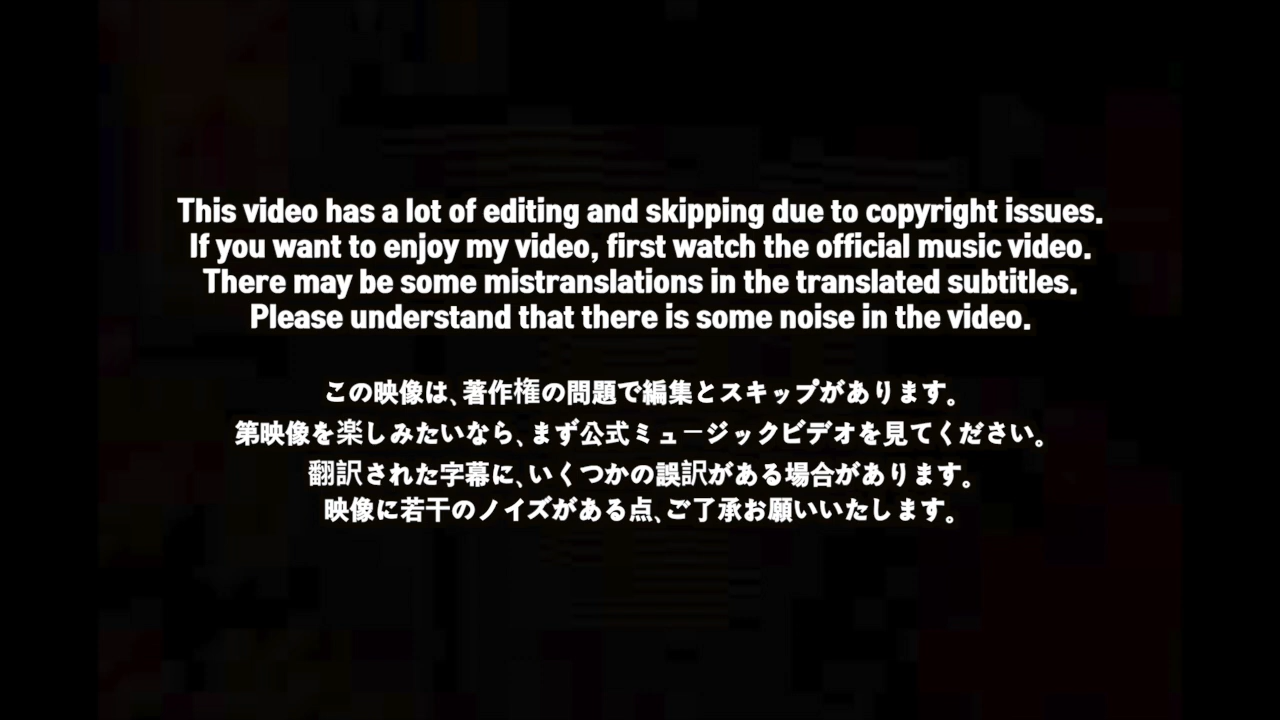 This video has a lot of editing and skipping due to copyright issues.
If you want to enjoy my video, first watch the official music video.
There may be some mistranslations in the translated subtitles.
Please understand that there is some noise in the video.
この映像は、著作権の問題で編集とスキップがあります。
第映像を楽しみたいなら、まず公式ミュージックビデオを見てください。
翻訳された字幕に、いくつかの誤訳がある場合があります。
映像に若干のノイズがある点、ご了承お願いいたします。